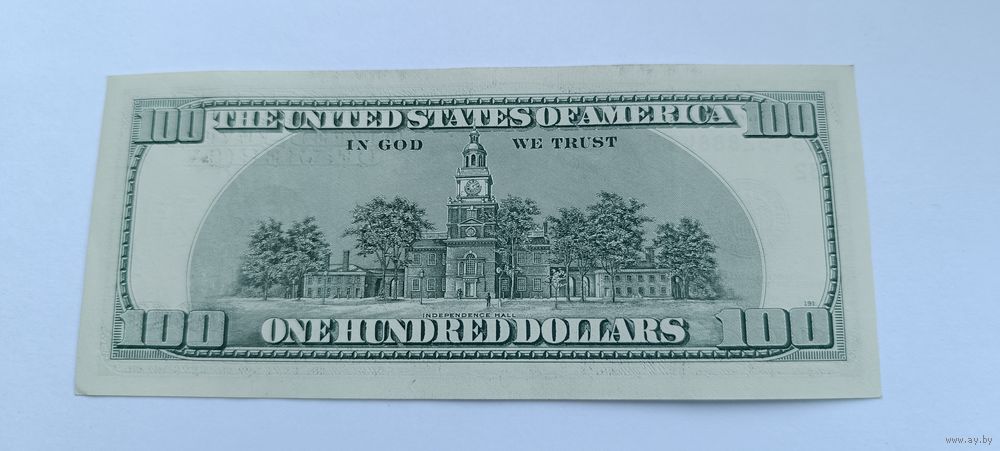 100 THE UNITED STATES OF AMERICA 100
IN GOD WE TRUST
INDEPENDENCE HALL
100 ONE HUNDRED DOLLARS 100
www.ay.by